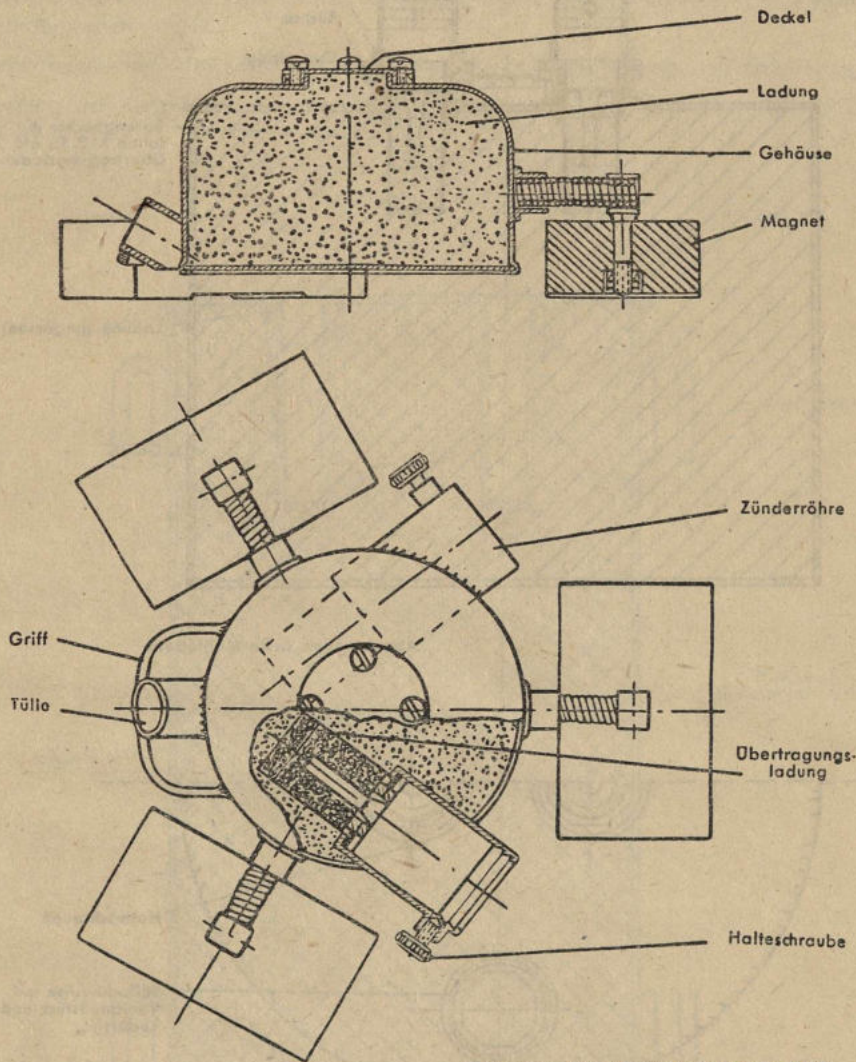 Deckel
Ladung
Gehäuse
Magnet
Zünderröhre
Griff
Tülle
Übertragungs-
ladung
Halteschraube